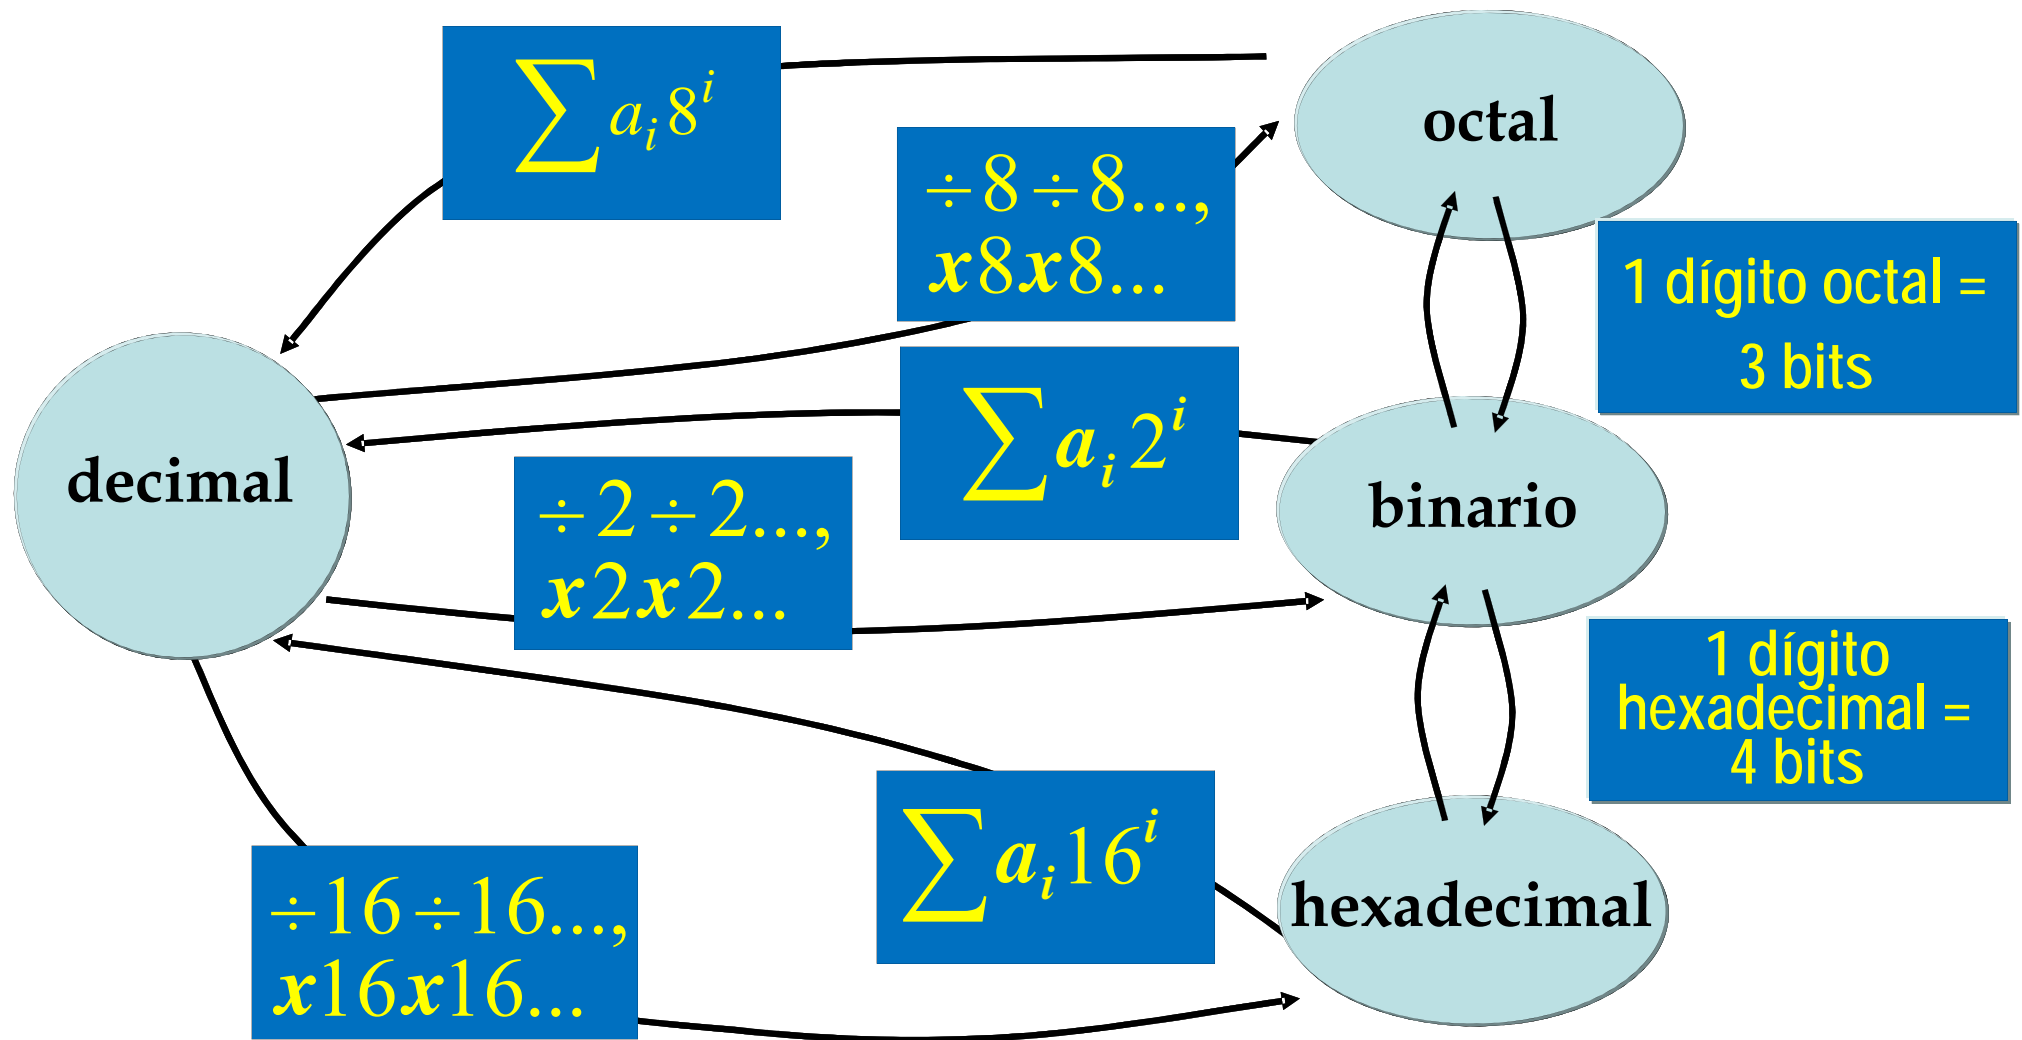 ∑ aᵢ8ⁱ
octal
÷8÷8...,
x8x8...
1 dígito octal =
3 bits
∑ aᵢ2ⁱ
decimal
binario
÷2÷2...,
x2x2...
1 dígito
hexadecimal =
4 bits
∑ aᵢ16ⁱ
hexadecimal
÷16÷16...,
x16x16...